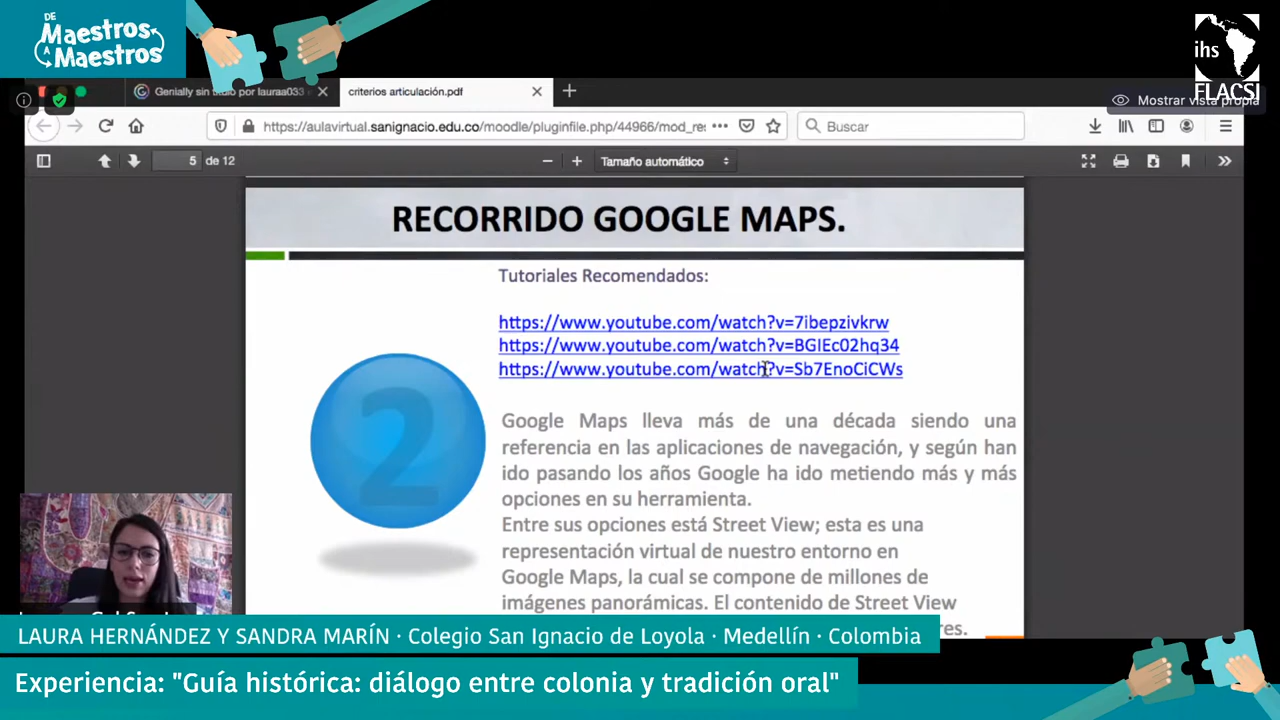 DE
Maestros
A
Maestros
ihs
FLACSI
Genially sin título por lauraa033
criterios articulación.pdf
Mostrar vista propia
https://aulavirtual.sanignacio.edu.co/moodle/pluginfile.php/44966/mod_re
Buscar
5 de 12
Tamaño automático
RECORRIDO GOOGLE MAPS.
Tutoriales Recomendados:
https://www.youtube.com/watch?v=7ibepzivkrw
https://www.youtube.com/watch?v=BGIEc02hq34
https://www.youtube.com/watch?v=Sb7EnoCiCWs
2
Google Maps lleva más de una década siendo una
referencia en las aplicaciones de navegación, y según han
ido pasando los años Google ha ido metiendo más y más
opciones en su herramienta.
Entre sus opciones está Street View; esta es una
representación virtual de nuestro entorno en
Google Maps, la cual se compone de millones de
imágenes panorámicas. El contenido de Street View
res.
LAURA HERNÁNDEZ Y SANDRA MARÍN · Colegio San Ignacio de Loyola · Medellín · Colombia
Experiencia: "Guía histórica: diálogo entre colonia y tradición oral"